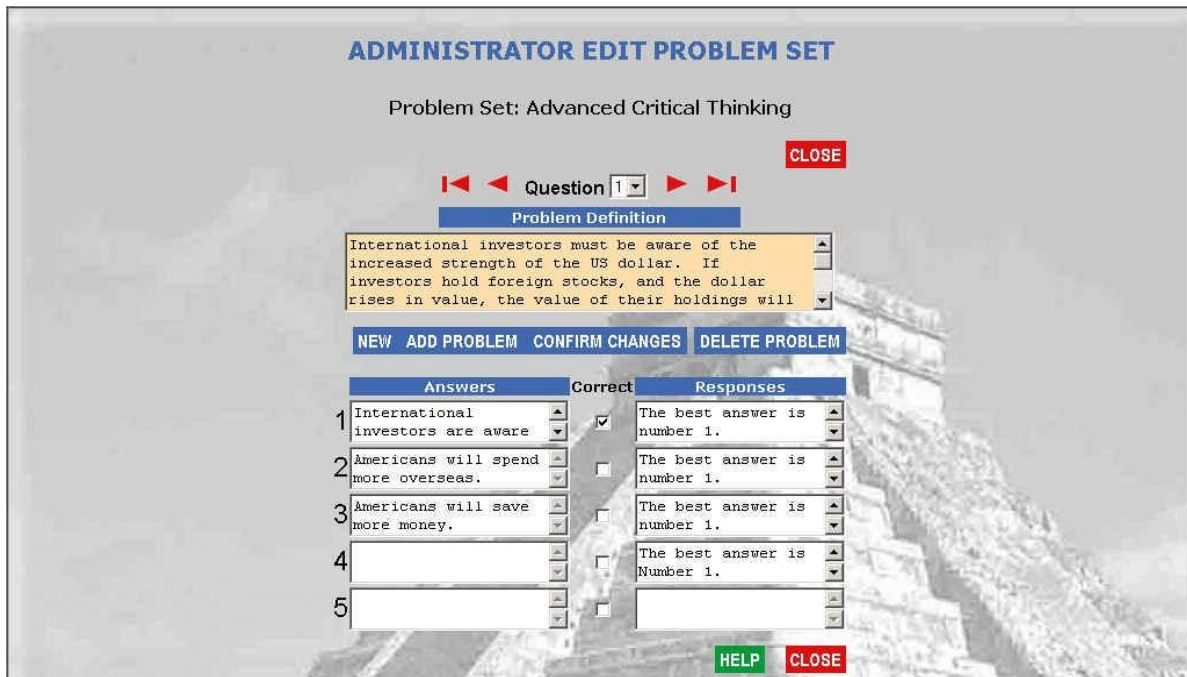 ADMINISTRATOR EDIT PROBLEM SET
Problem Set: Advanced Critical Thinking
CLOSE
Question 1
Problem Definition
International investors must be aware of the
increased strength of the US dollar. If
investors hold foreign stocks, and the dollar
rises in value, the value of their holdings will
NEW ADD PROBLEM CONFIRM CHANGES DELETE PROBLEM
Answers Correct Responses
1 International
investors are aware
The best answer is
number 1.
2 Americans will spend
more overseas.
The best answer is
number 1.
3 Americans will save
more money.
The best answer is
number 1.
4
The best answer is
Number 1.
5
HELP CLOSE